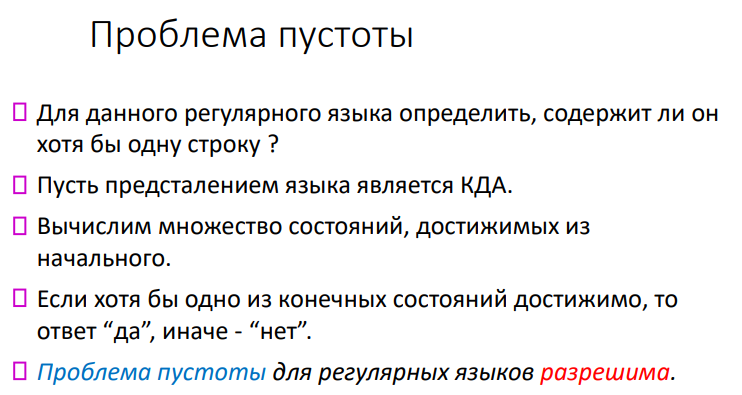 Проблема пустоты
Для данного регулярного языка определить, содержит ли он
хотя бы одну строку ?
Пусть предсталением языка является КДА.
Вычислим множество состояний, достижимых из
начального.
Если хотя бы одно из конечных состояний достижимо, то
ответ “да”, иначе - “нет”.
Проблема пустоты для регулярных языков разрешима.